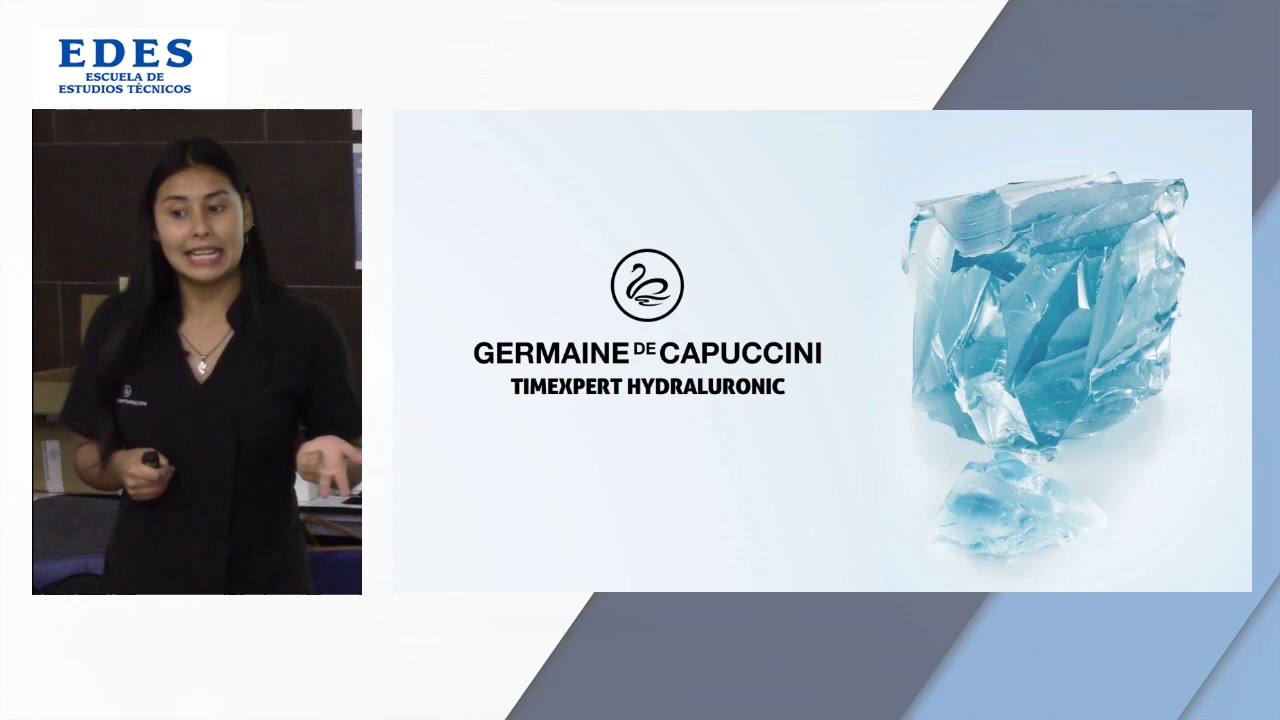 EDES
ESCUELA DE
ESTUDIOS TÉCNICOS
GERMAINE DE CAPUCCINI
TIMEXPERT HYDRALURONIC